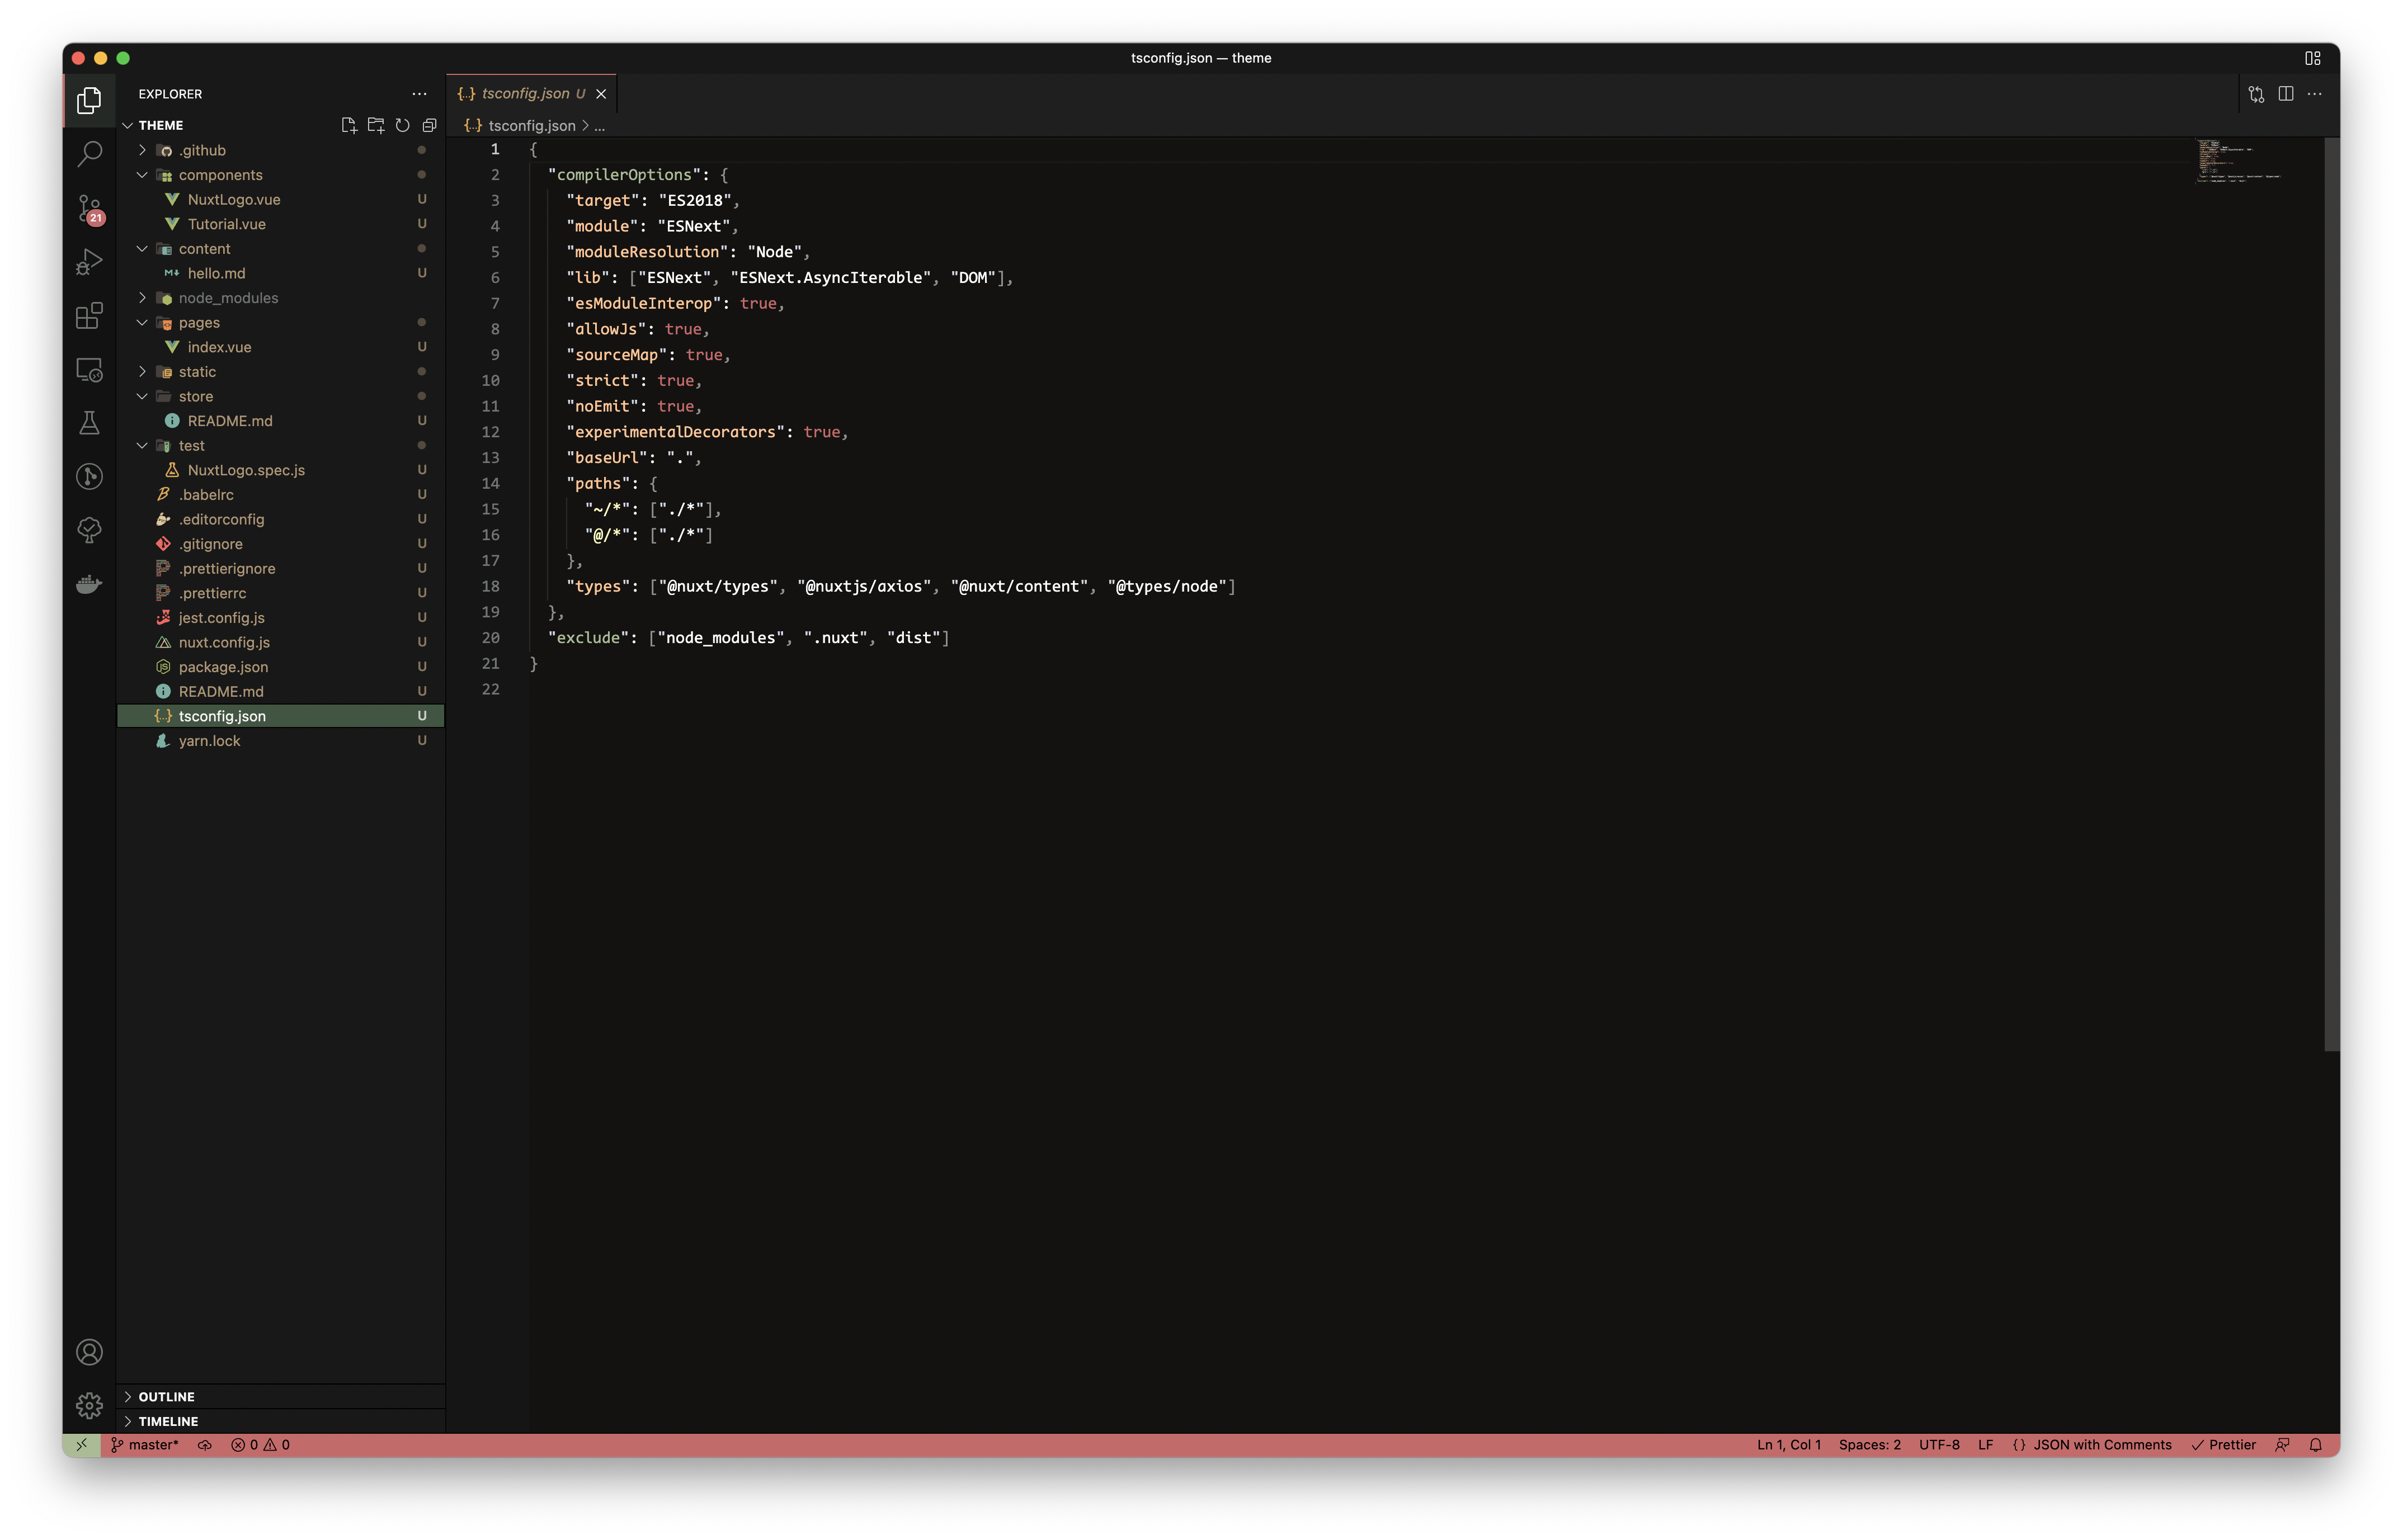 tsconfig.json — theme
EXPLORER
THEME
.github
components
NuxtLogo.vue U
Tutorial.vue U
content
hello.md U
node_modules
pages
index.vue U
static
store
README.md U
test
NuxtLogo.spec.js U
.babelrc U
.editorconfig U
.gitignore U
.prettierignore U
.prettierrc U
jest.config.js U
nuxt.config.js U
package.json U
README.md U
tsconfig.json U
yarn.lock U
OUTLINE
TIMELINE
21
{..} tsconfig.json U
{..} tsconfig.json > ...
1 {
2 "compilerOptions": {
3 "target": "ES2018",
4 "module": "ESNext",
5 "moduleResolution": "Node",
6 "lib": ["ESNext", "ESNext.AsyncIterable", "DOM"],
7 "esModuleInterop": true,
8 "allowJs": true,
9 "sourceMap": true,
10 "strict": true,
11 "noEmit": true,
12 "experimentalDecorators": true,
13 "baseUrl": ".",
14 "paths": {
15 "~/*": ["./*"],
16 "@/*": ["./*"]
17 },
18 "types": ["@nuxt/types", "@nuxtjs/axios", "@nuxt/content", "@types/node"]
19 },
20 "exclude": ["node_modules", ".nuxt", "dist"]
21 }
22
master* 0 0
Ln 1, Col 1 Spaces: 2 UTF-8 LF {} JSON with Comments Prettier